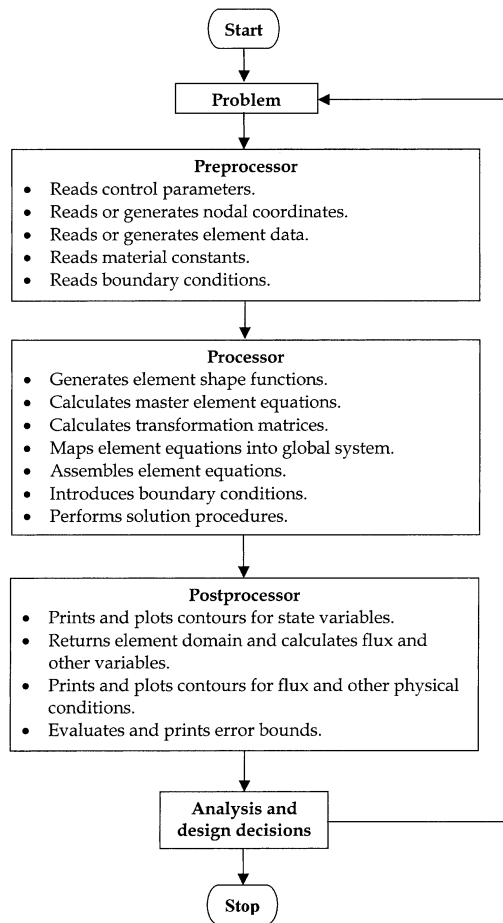 Start
Problem
Preprocessor
• Reads control parameters.
• Reads or generates nodal coordinates.
• Reads or generates element data.
• Reads material constants.
• Reads boundary conditions.
Processor
• Generates element shape functions.
• Calculates master element equations.
• Calculates transformation matrices.
• Maps element equations into global system.
• Assembles element equations.
• Introduces boundary conditions.
• Performs solution procedures.
Postprocessor
• Prints and plots contours for state variables.
• Returns element domain and calculates flux and
other variables.
• Prints and plots contours for flux and other physical
conditions.
• Evaluates and prints error bounds.
Analysis and
design decisions
Stop